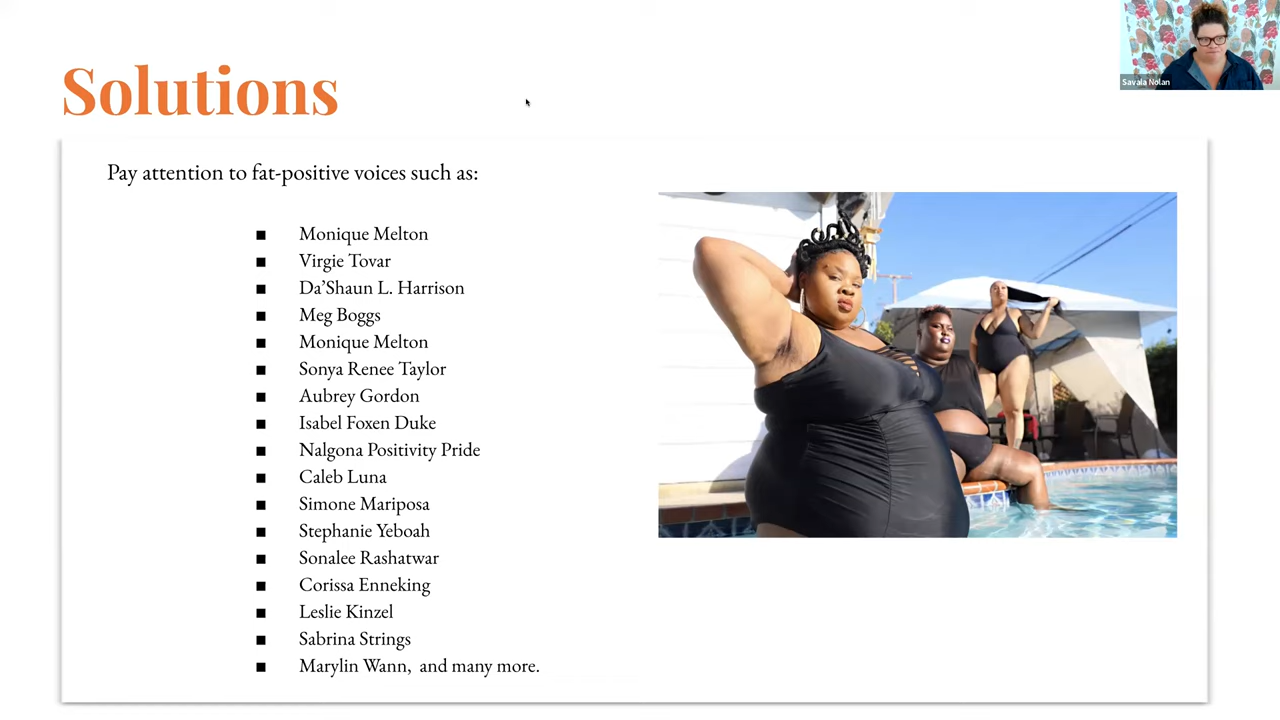 Solutions
Savala Nolan
Pay attention to fat-positive voices such as:
■ Monique Melton
■ Virgie Tovar
■ Da’Shaun L. Harrison
■ Meg Boggs
■ Monique Melton
■ Sonya Renee Taylor
■ Aubrey Gordon
■ Isabel Foxen Duke
■ Nalgona Positivity Pride
■ Caleb Luna
■ Simone Mariposa
■ Stephanie Yeboah
■ Sonalee Rashatwar
■ Corissa Enneking
■ Leslie Kinzel
■ Sabrina Strings
■ Marylin Wann, and many more.